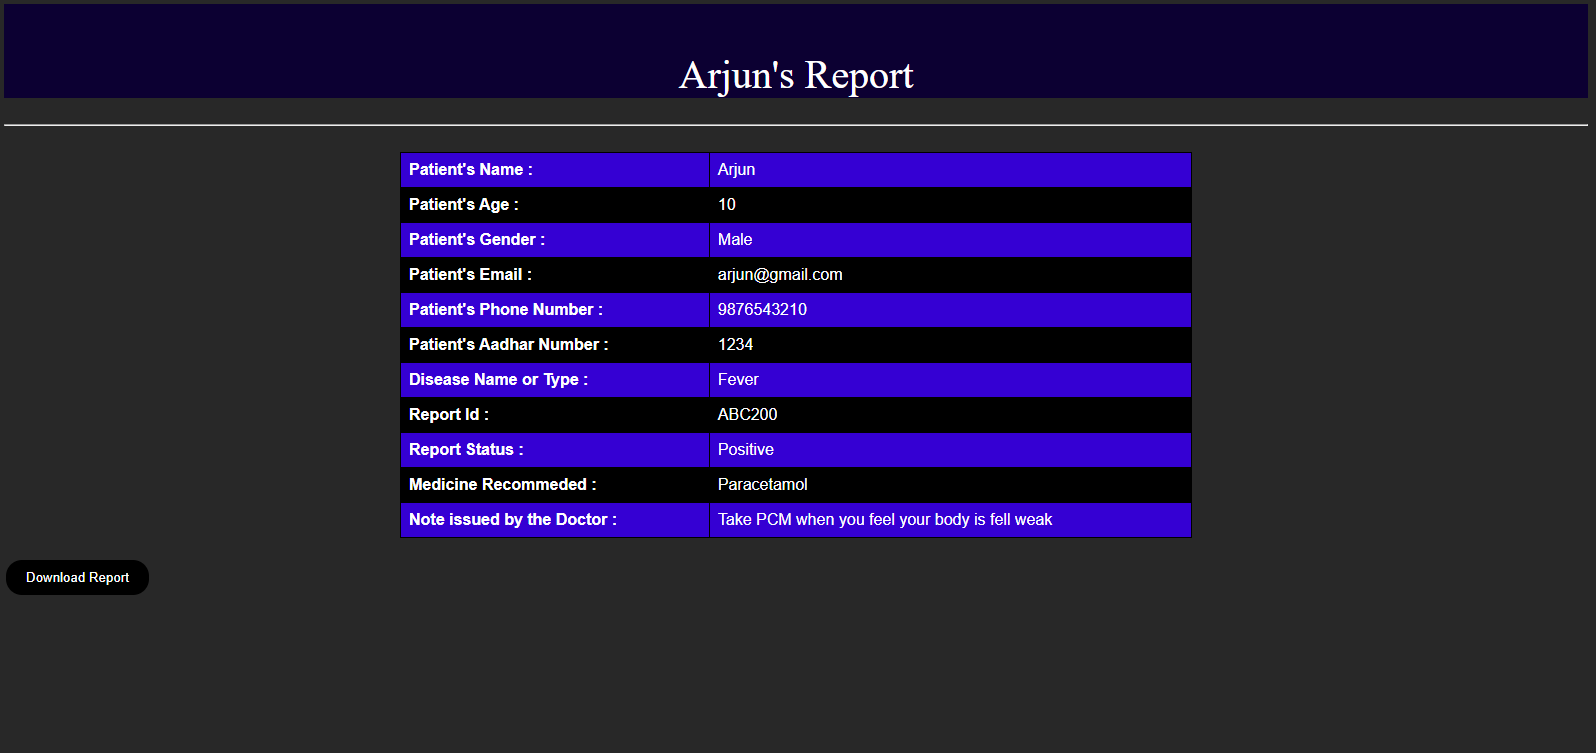 Arjun's Report
Patient's Name : Arjun
Patient's Age : 10
Patient's Gender : Male
Patient's Email : arjun@gmail.com
Patient's Phone Number : 9876543210
Patient's Aadhar Number : 1234
Disease Name or Type : Fever
Report Id : ABC200
Report Status : Positive
Medicine Recommeded : Paracetamol
Note issued by the Doctor : Take PCM when you feel your body is fell weak
Download Report